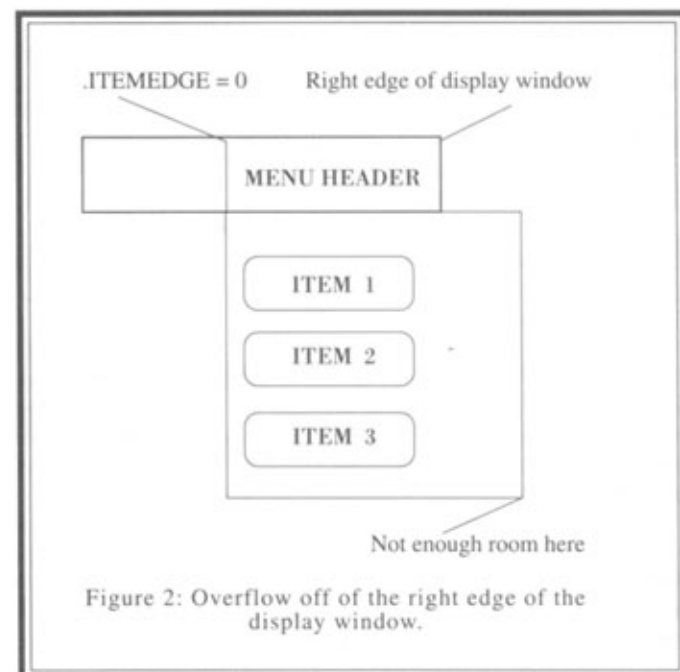 .ITEMEDGE = 0
Right edge of display window
MENU HEADER
ITEM 1
ITEM 2
ITEM 3
Not enough room here
Figure 2: Overflow off of the right edge of the
display window.